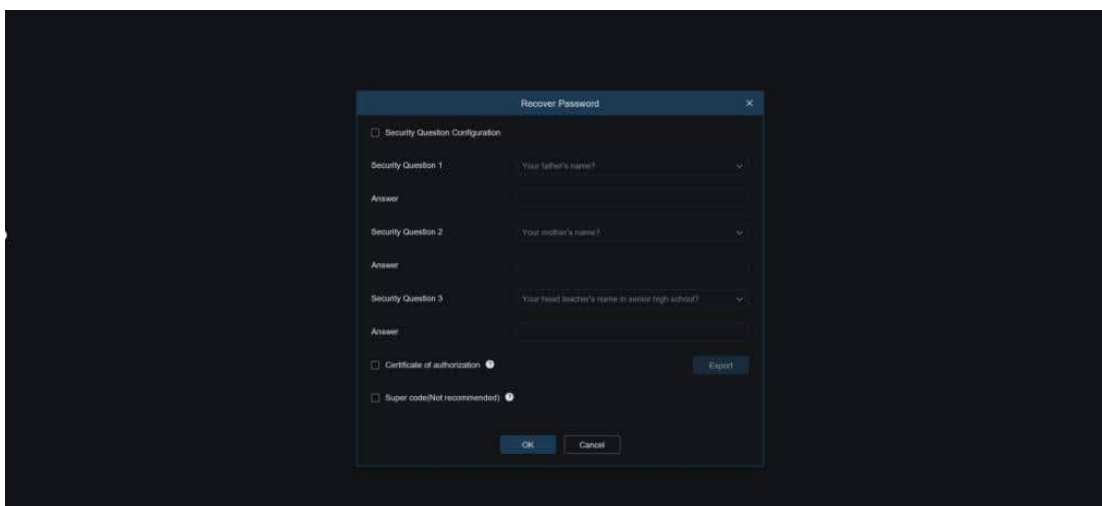 Recover Password
Security Question Configuration
Security Question 1 Your father's name?
Answer
Security Question 2 Your mother's name?
Answer
Security Question 3 Your head teacher's name in senior high school?
Answer
Certificate of authorization ? Export
Super code(Not recommended) ?
OK Cancel